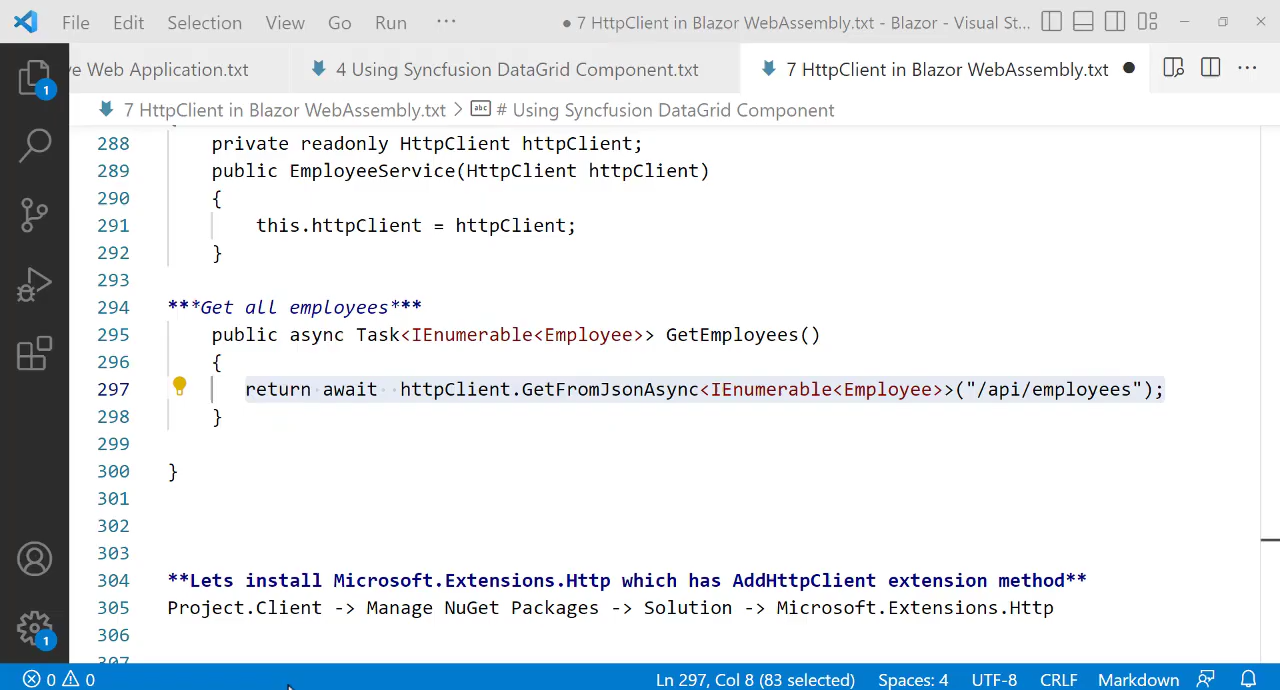 File Edit Selection View Go Run ··· ● 7 HttpClient in Blazor WebAssembly.txt - Blazor - Visual St...
ve Web Application.txt 4 Using Syncfusion DataGrid Component.txt 7 HttpClient in Blazor WebAssembly.txt ●
7 HttpClient in Blazor WebAssembly.txt > abc # Using Syncfusion DataGrid Component
288 private readonly HttpClient httpClient;
289 public EmployeeService(HttpClient httpClient)
290 {
291 this.httpClient = httpClient;
292 }
293
294 ***Get all employees***
295 public async Task<IEnumerable<Employee>> GetEmployees()
296 {
297 return await  httpClient.GetFromJsonAsync<IEnumerable<Employee>>("/api/employees");
298 }
299
300 }
301
302
303
304 **Lets install Microsoft.Extensions.Http which has AddHttpClient extension method**
305 Project.Client -> Manage NuGet Packages -> Solution -> Microsoft.Extensions.Http
306
307
1
1
0 0 Ln 297, Col 8 (83 selected) Spaces: 4 UTF-8 CRLF Markdown